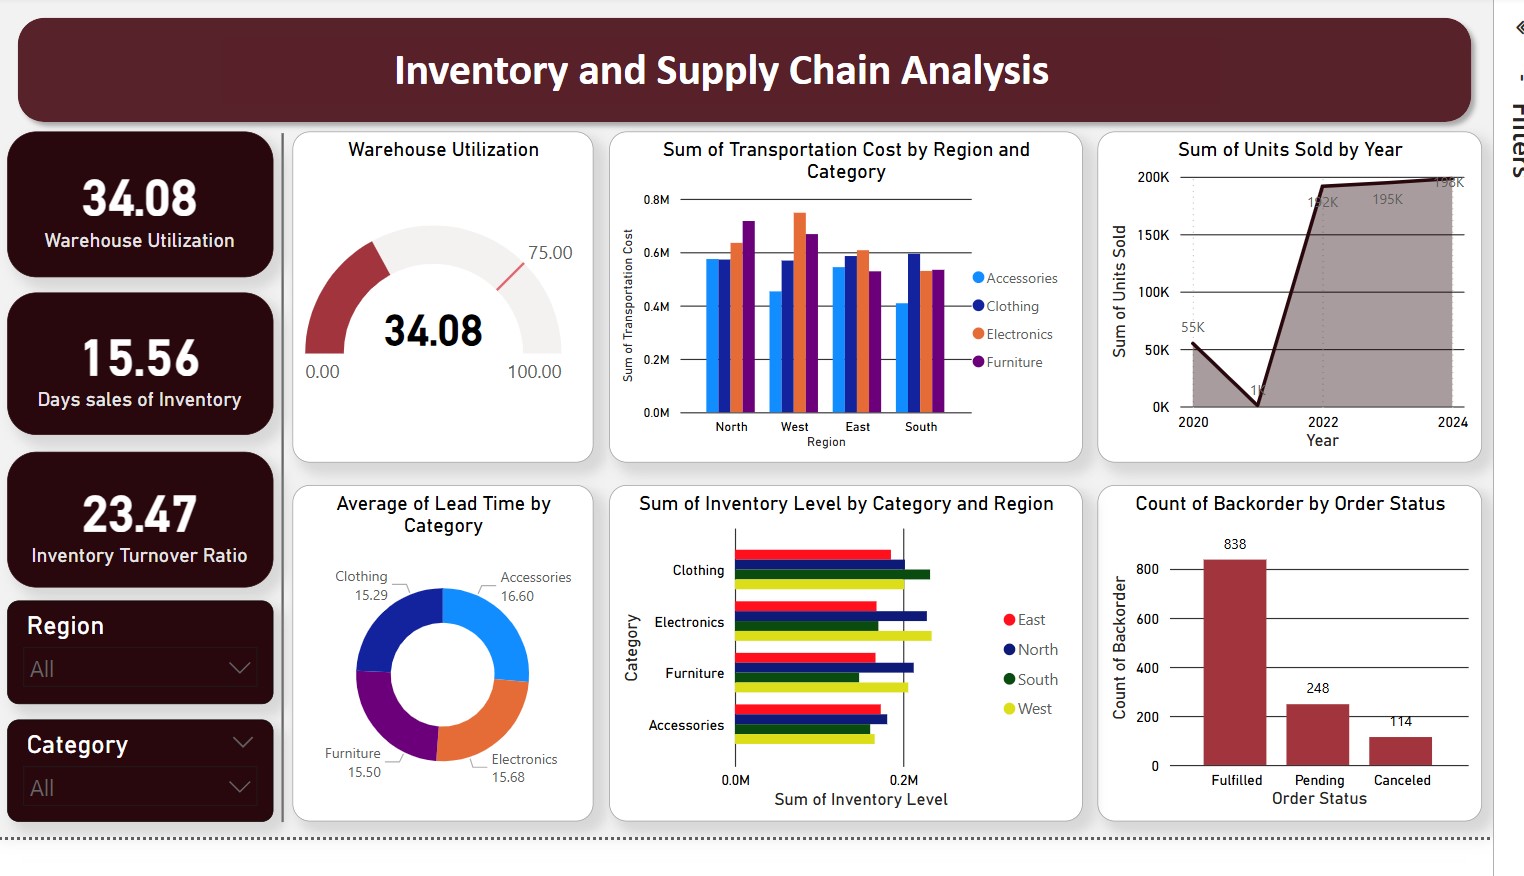 Inventory and Supply Chain Analysis
Filters
34.08
Warehouse Utilization
15.56
Days sales of Inventory
23.47
Inventory Turnover Ratio
Region
All
Category
All
Warehouse Utilization
75.00
34.08
0.00
100.00
Sum of Transportation Cost by Region and
Category
Sum of Transportation Cost
0.8M
0.6M
0.4M
0.2M
0.0M
North
West
East
South
Region
Accessories
Clothing
Electronics
Furniture
Sum of Units Sold by Year
Sum of Units Sold
200K
150K
100K
50K
0K
55K
1K
192K
195K
198K
2020
2022
2024
Year
Average of Lead Time by
Category
Clothing
15.29
Accessories
16.60
Furniture
15.50
Electronics
15.68
Sum of Inventory Level by Category and Region
Category
Clothing
Electronics
Furniture
Accessories
0.0M
0.2M
Sum of Inventory Level
East
North
South
West
Count of Backorder by Order Status
Count of Backorder
800
600
400
200
0
838
248
114
Fulfilled
Pending
Canceled
Order Status